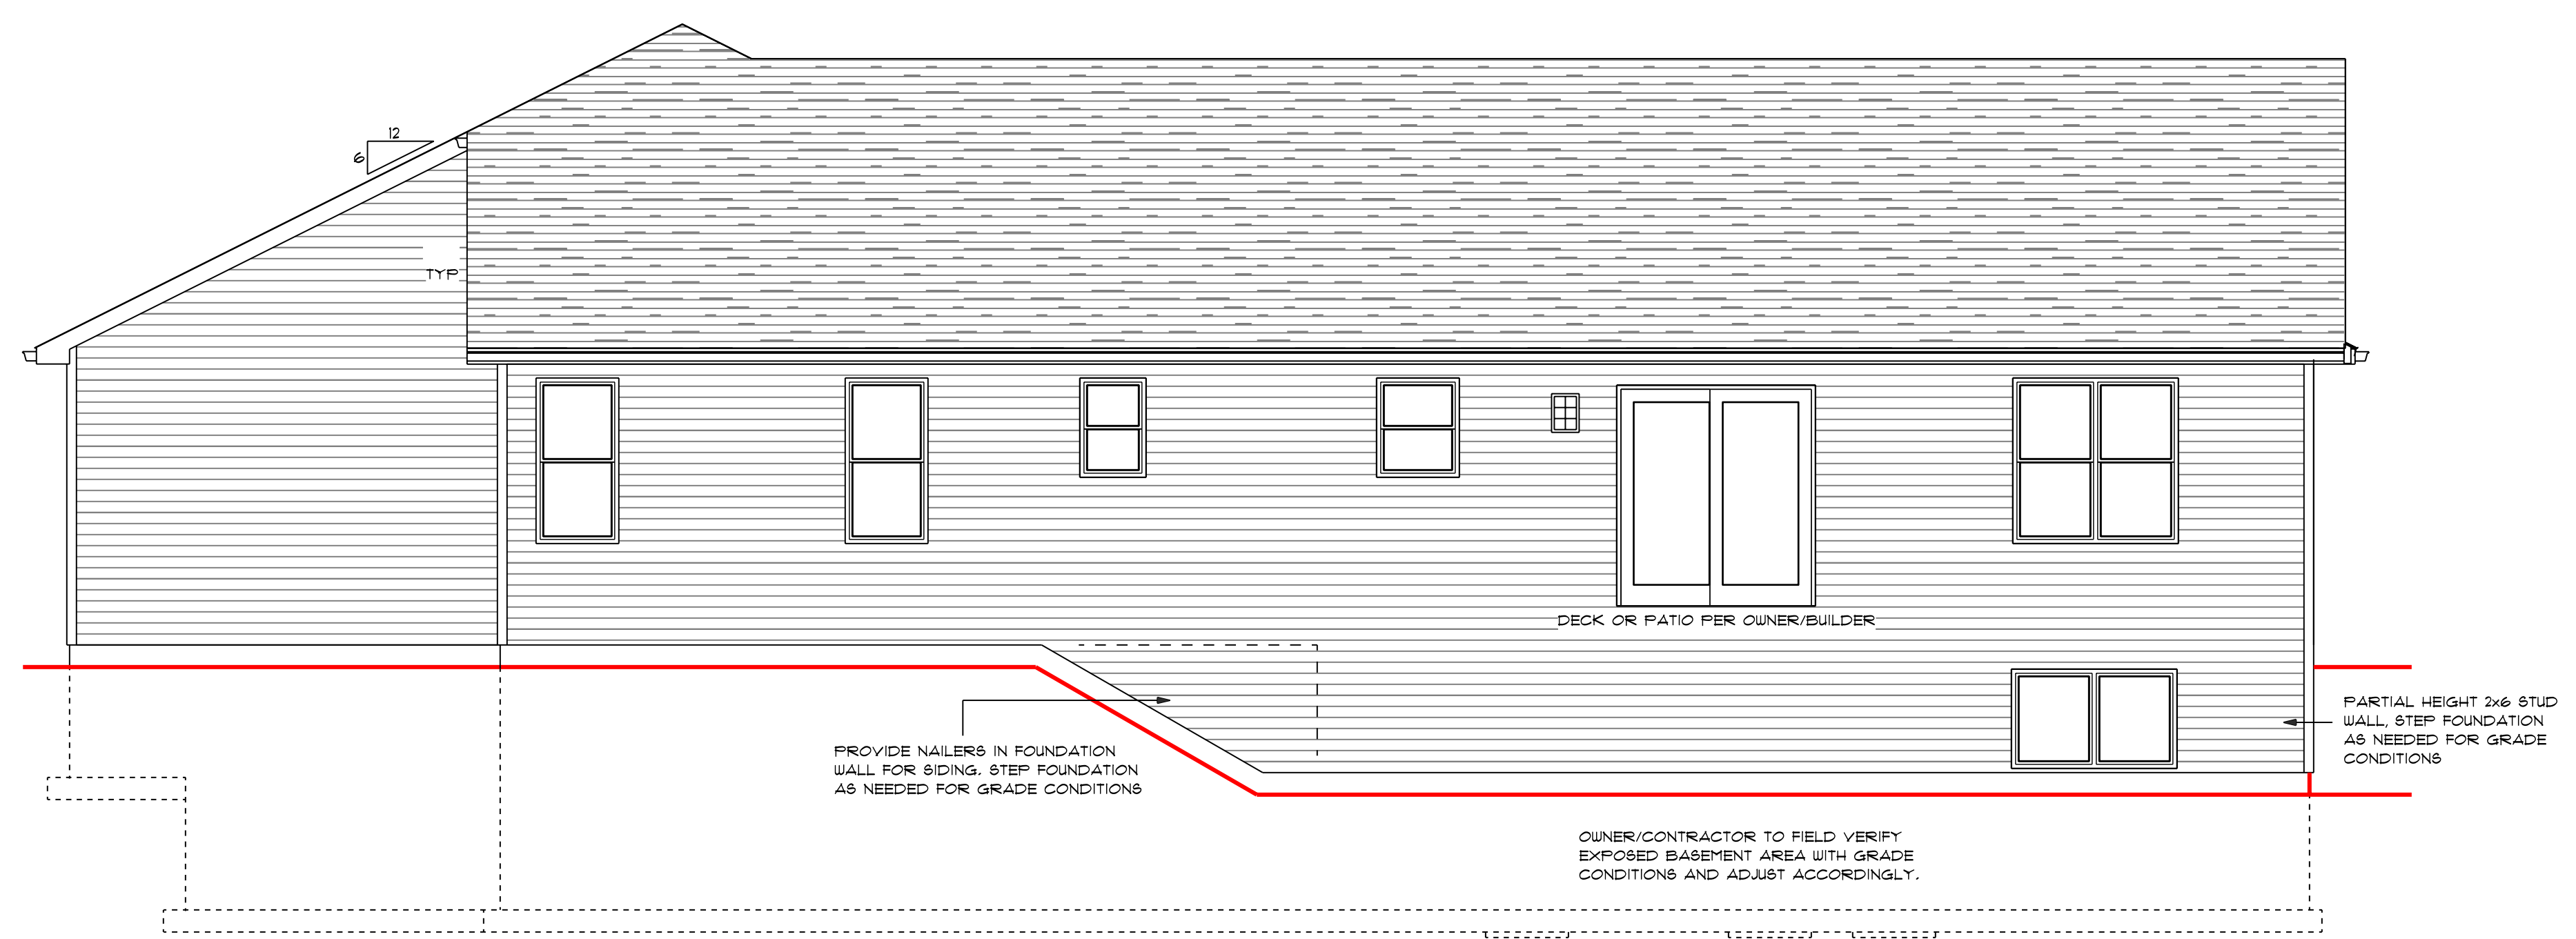 12
6
TYP
DECK OR PATIO PER OWNER/BUILDER
PROVIDE NAILERS IN FOUNDATION
WALL FOR SIDING. STEP FOUNDATION
AS NEEDED FOR GRADE CONDITIONS
PARTIAL HEIGHT 2x6 STUD
WALL, STEP FOUNDATION
AS NEEDED FOR GRADE
CONDITIONS
OWNER/CONTRACTOR TO FIELD VERIFY
EXPOSED BASEMENT AREA WITH GRADE
CONDITIONS AND ADJUST ACCORDINGLY.